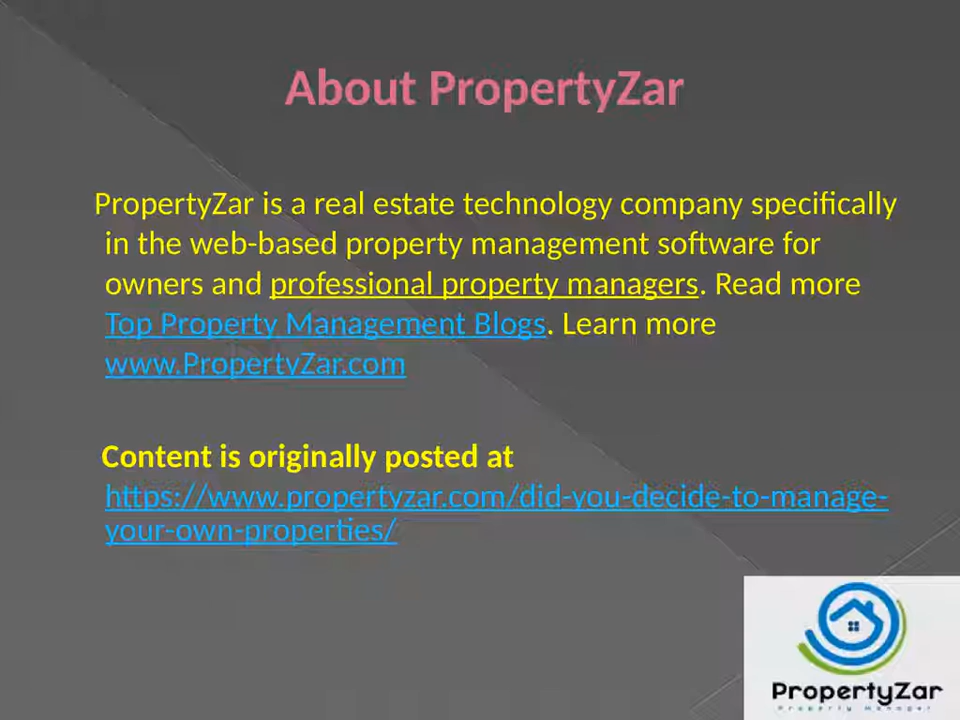 About PropertyZar
PropertyZar is a real estate technology company specifically
in the web-based property management software for
owners and professional property managers. Read more
Top Property Management Blogs. Learn more
www.PropertyZar.com
Content is originally posted at
https://www.propertyzar.com/did-you-decide-to-manage-
your-own-properties/
PropertyZar
Property Manager